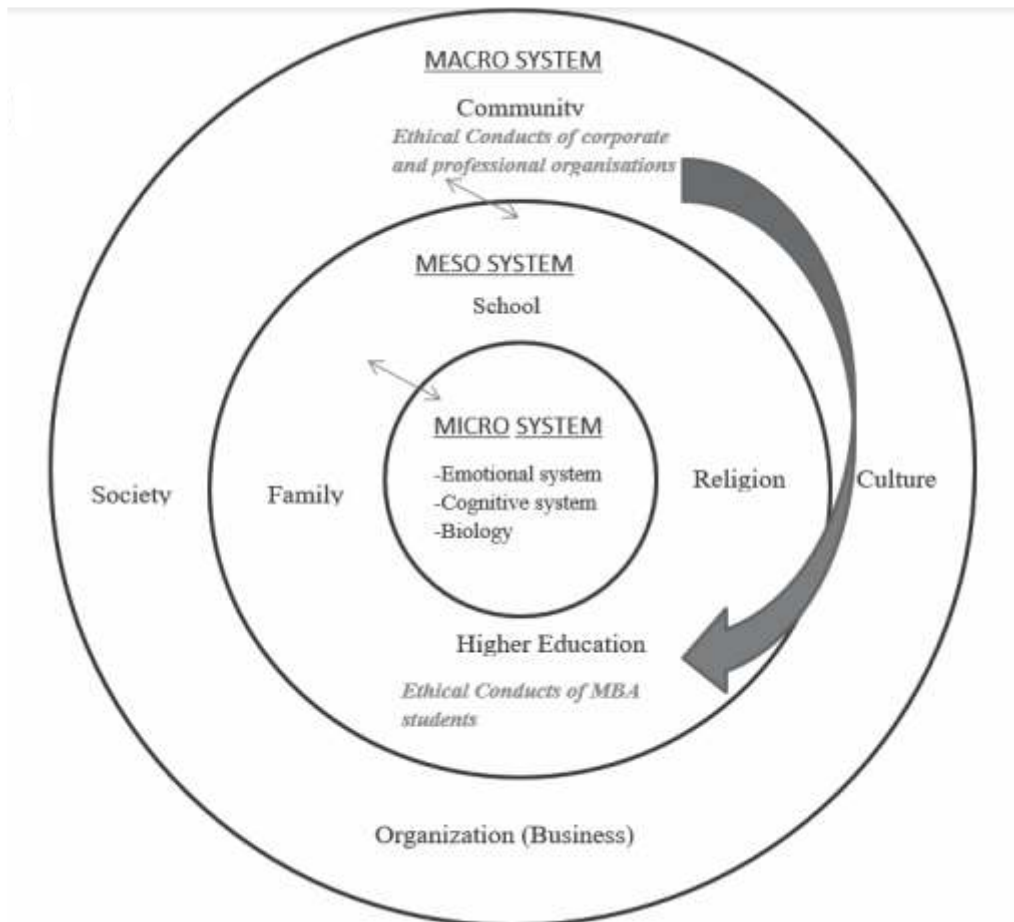 MACRO SYSTEM
Community
Ethical Conducts of corporate
and professional organisations
MESO SYSTEM
School
MICRO SYSTEM
-Emotional system
-Cognitive system
-Biology
Society
Family
Religion
Culture
Higher Education
Ethical Conducts of MBA
students
Organization (Business)